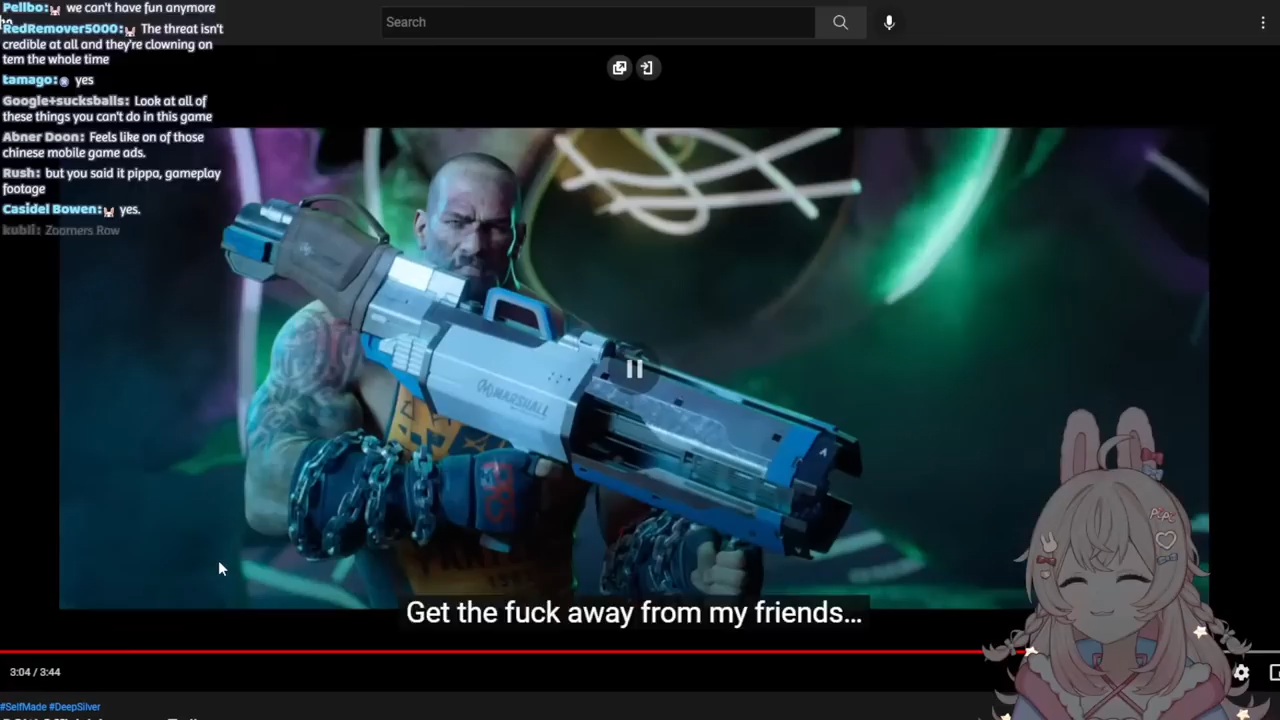 Pellbo: we can't have fun anymore
RedRemover5000: The threat isn't
credible at all and they're clowning on
tem the whole time
tamago: yes
Google+sucksballs: Look at all of
these things you can't do in this game
Abner Doon: Feels like on of those
chinese mobile game ads.
Rush: but you said it pippa, gameplay
footage
Casidel Bowen: yes.
kubli: Zoomers Row
Search
MARSHALL
Get the fuck away from my friends...
3:04 / 3:44
#SelfMade #DeepSilver